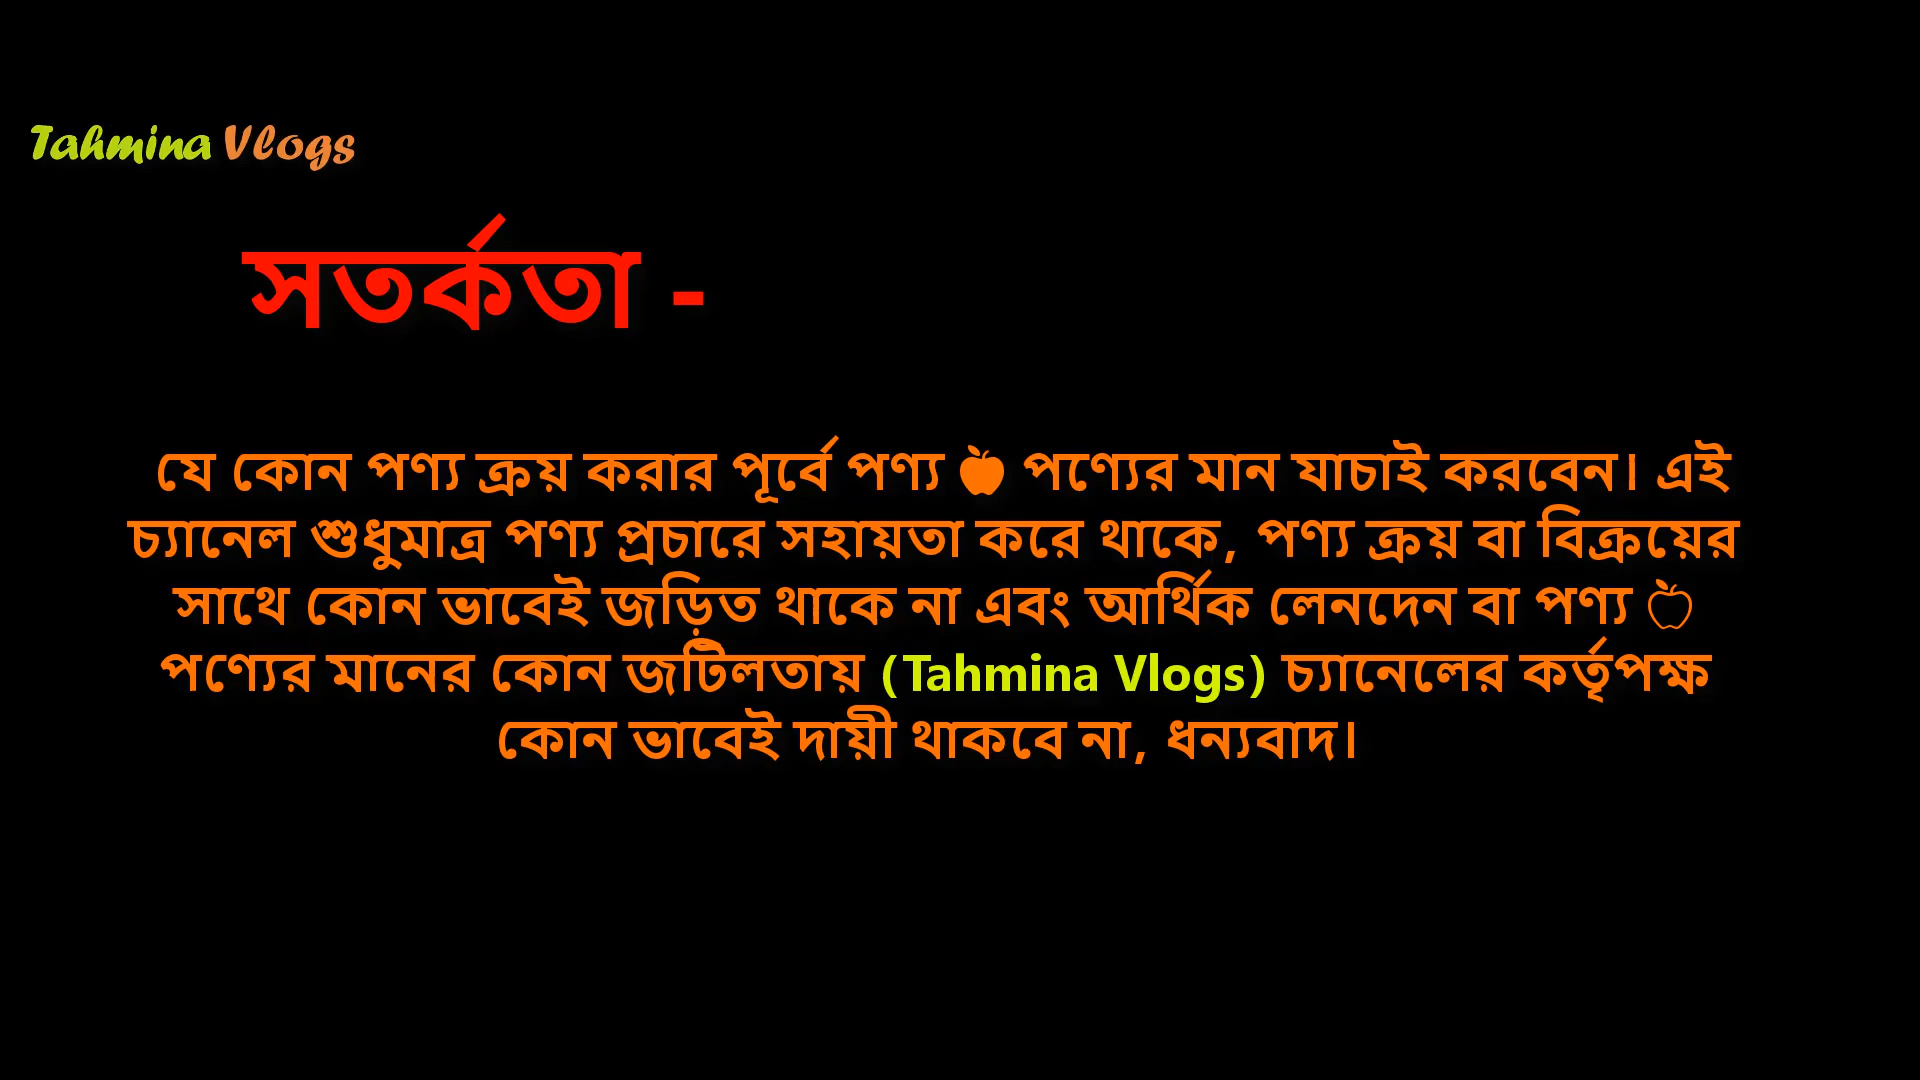 Tahmina Vlogs
সতর্কতা -
যে কোন পণ্য ক্রয় করার পূর্বে পণ্য পণ্যের মান যাচাই করবেন। এই
চ্যানেল শুধুমাত্র পণ্য প্রচারে সহায়তা করে থাকে, পণ্য ক্রয় বা বিক্রয়ের
সাথে কোন ভাবেই জড়িত থাকে না এবং আর্থিক লেনদেন বা পণ্য
পণ্যের মানের কোন জটিলতায় (Tahmina Vlogs) চ্যানেলের কর্তৃপক্ষ
কোন ভাবেই দায়ী থাকবে না, ধন্যবাদ।